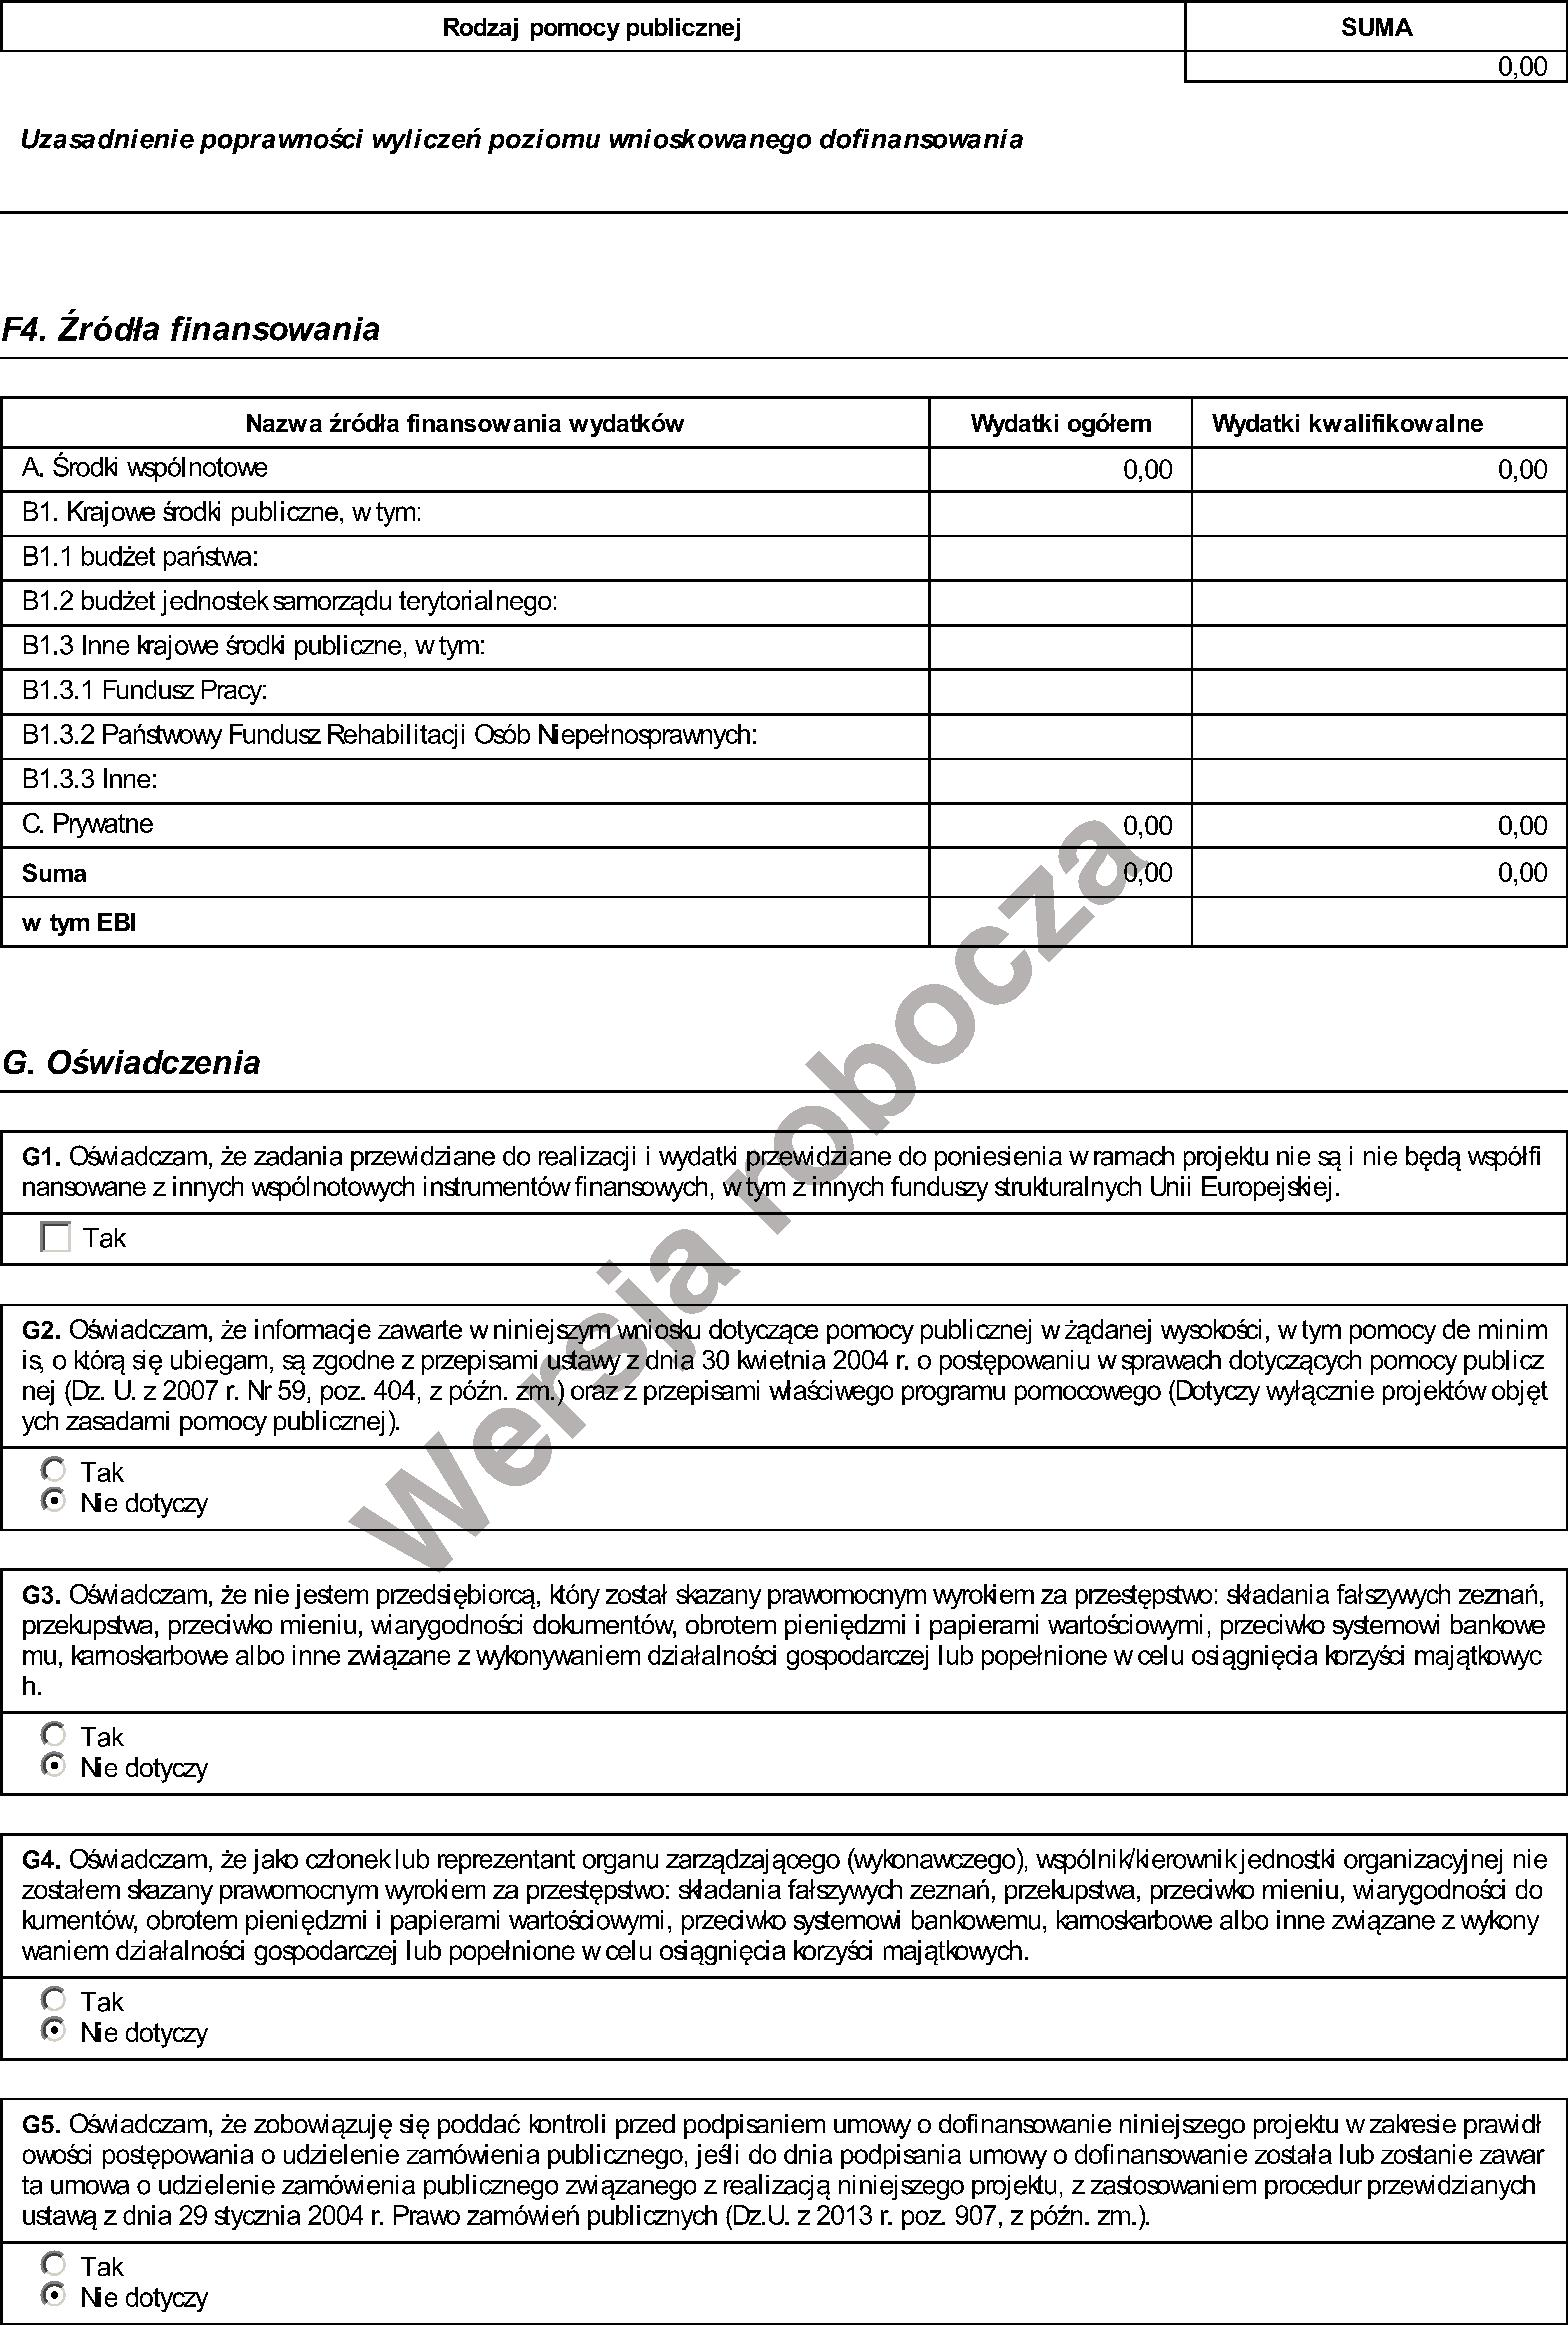 Rodzaj pomocy publicznej SUMA
0,00
Uzasadnienie poprawności wyliczeń poziomu wnioskowanego dofinansowania
F4. Źródła finansowania
Nazwa źródła finansowania wydatków Wydatki ogółem Wydatki kwalifikowalne
A. Środki wspólnotowe 0,00 0,00
B1. Krajowe środki publiczne, w tym:
B1.1 budżet państwa:
B1.2 budżet jednostek samorządu terytorialnego:
B1.3 Inne krajowe środki publiczne, w tym:
B1.3.1 Fundusz Pracy:
B1.3.2 Państwowy Fundusz Rehabilitacji Osób Niepełnosprawnych:
B1.3.3 Inne:
C. Prywatne 0,00 0,00
Suma 0,00 0,00
w tym EBI
Wersja robocza
G. Oświadczenia
G1. Oświadczam, że zadania przewidziane do realizacji i wydatki przewidziane do poniesienia w ramach projektu nie są i nie będą współfi
nansowane z innych wspólnotowych instrumentów finansowych, w tym z innych funduszy strukturalnych Unii Europejskiej.
Tak
G2. Oświadczam, że informacje zawarte w niniejszym wniosku dotyczące pomocy publicznej w żądanej wysokości, w tym pomocy de minim
is, o którą się ubiegam, są zgodne z przepisami ustawy z dnia 30 kwietnia 2004 r. o postępowaniu w sprawach dotyczących pomocy publicz
nej (Dz. U. z 2007 r. Nr 59, poz. 404, z późn. zm.) oraz z przepisami właściwego programu pomocowego (Dotyczy wyłącznie projektów objęt
ych zasadami pomocy publicznej).
Tak
Nie dotyczy
G3. Oświadczam, że nie jestem przedsiębiorcą, który został skazany prawomocnym wyrokiem za przestępstwo: składania fałszywych zeznań,
przekupstwa, przeciwko mieniu, wiarygodności dokumentów, obrotem pieniędzmi i papierami wartościowymi, przeciwko systemowi bankowe
mu, karnoskarbowe albo inne związane z wykonywaniem działalności gospodarczej lub popełnione w celu osiągnięcia korzyści majątkowyc
h.
Tak
Nie dotyczy
G4. Oświadczam, że jako członek lub reprezentant organu zarządzającego (wykonawczego), wspólnik/kierownik jednostki organizacyjnej nie
zostałem skazany prawomocnym wyrokiem za przestępstwo: składania fałszywych zeznań, przekupstwa, przeciwko mieniu, wiarygodności do
kumentów, obrotem pieniędzmi i papierami wartościowymi, przeciwko systemowi bankowemu, karnoskarbowe albo inne związane z wykony
waniem działalności gospodarczej lub popełnione w celu osiągnięcia korzyści majątkowych.
Tak
Nie dotyczy
G5. Oświadczam, że zobowiązuję się poddać kontroli przed podpisaniem umowy o dofinansowanie niniejszego projektu w zakresie prawidł
owości postępowania o udzielenie zamówienia publicznego, jeśli do dnia podpisania umowy o dofinansowanie została lub zostanie zawar
ta umowa o udzielenie zamówienia publicznego związanego z realizacją niniejszego projektu, z zastosowaniem procedur przewidzianych
ustawą z dnia 29 stycznia 2004 r. Prawo zamówień publicznych (Dz.U. z 2013 r. poz. 907, z późn. zm.).
Tak
Nie dotyczy